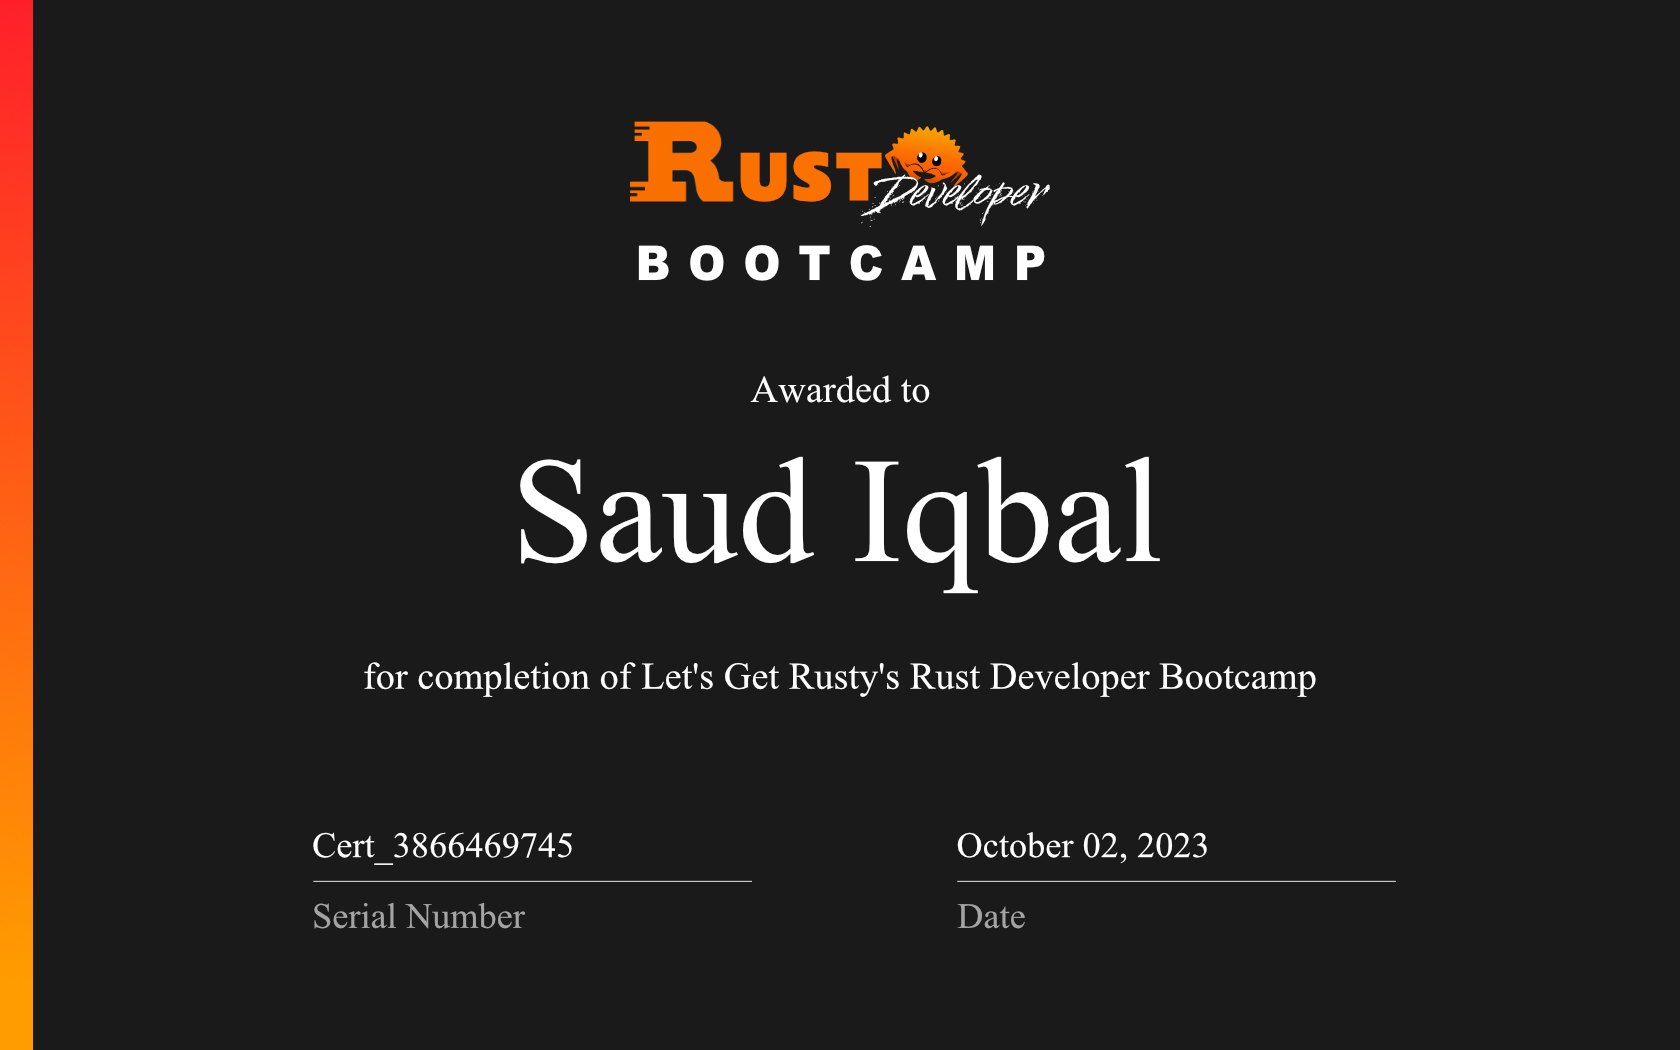 RUST Developer
BOOTCAMP
Awarded to
Saud Iqbal
for completion of Let's Get Rusty's Rust Developer Bootcamp
Cert_3866469745
October 02, 2023
Serial Number
Date